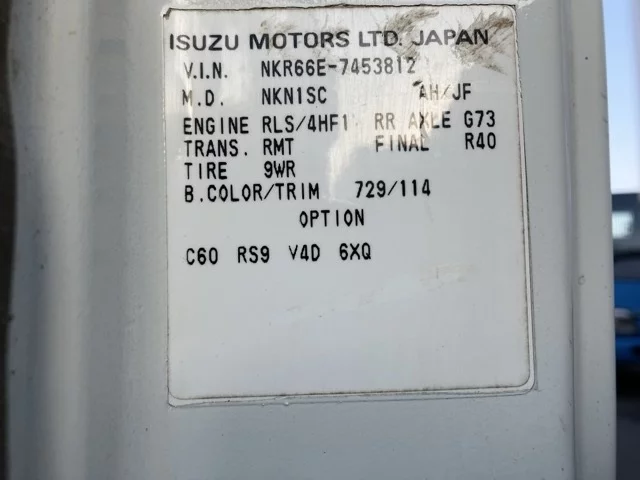 ISUZU MOTORS LTD. JAPAN
V.I.N. NKR66E-7453812
M.D. NKN1SC AH/JF
ENGINE RLS/4HF1 RR AXLE G73
TRANS. RMT FINAL R40
TIRE 9WR
B.COLOR/TRIM 729/114
OPTION
C60 RS9 V4D 6XQ